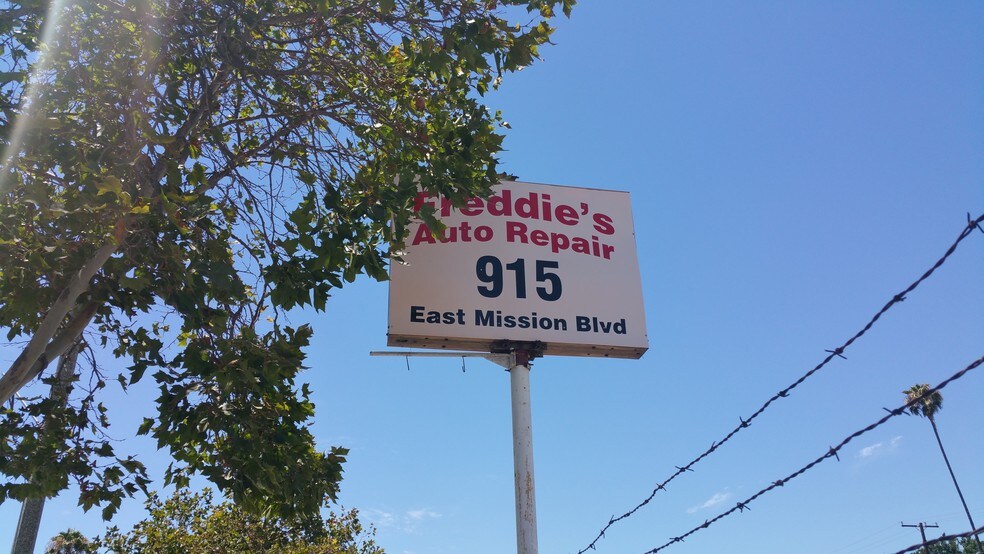 Freddie's
Auto Repair
915
East Mission Blvd